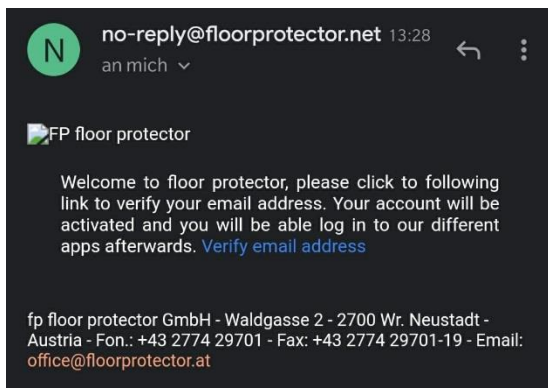 N
no-reply@floorprotector.net 13:28
an mich
FP floor protector
Welcome to floor protector, please click to following
link to verify your email address. Your account will be
activated and you will be able log in to our different
apps afterwards. Verify email address
fp floor protector GmbH - Waldgasse 2 - 2700 Wr. Neustadt -
Austria - Fon.: +43 2774 29701 - Fax: +43 2774 29701-19 - Email:
office@floorprotector.at